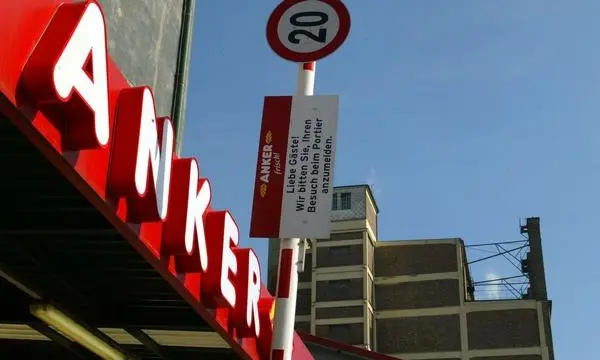 ANKER
20
ANKER
frisch!
Liebe Gäste!
Wir bitten Sie, Ihren
Besuch beim Portier
anzumelden.